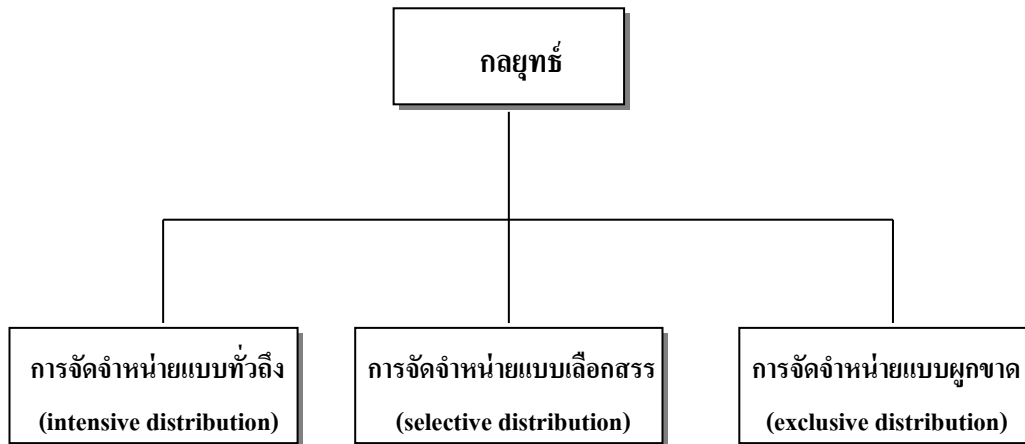 กลยุทธ์
การจัดจำหน่ายแบบทั่วถึง
(intensive distribution)
การจัดจำหน่ายแบบเลือกสรร
(selective distribution)
การจัดจำหน่ายแบบผูกขาด
(exclusive distribution)